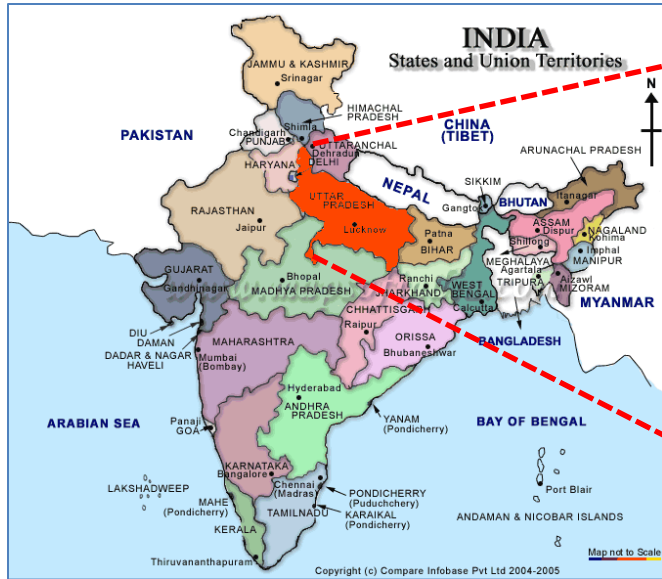 INDIA
States and Union Territories
N
JAMMU & KASHMIR
Srinagar
HIMACHAL
PRADESH
Shimla
Chandigarh
PUNJAB
PAKISTAN
CHINA
(TIBET)
UTTARANCHAL
Dehradun
HARYANA
DELHI
ARUNACHAL PRADESH
Itanagar
NEPAL
SIKKIM
Gangto
BHUTAN
RAJASTHAN
Jaipur
UTTAR
PRADESH
Lucknow
Patna
BIHAR
ASSAM
Dispur
NAGALAND
Kohima
Shillong
MEGHALAYA
Imphal
MANIPUR
Agartala
TRIPURA
Aizawl
MIZORAM
MYANMAR
GUJARAT
Gandhinagar
Bhopal
MADHYA PRADESH
Ranchi
JHARKHAND
WEST
BENGAL
Calcutta
CHHATTISGARH
Raipur
BANGLADESH
DIU
DAMAN
DADAR & NAGAR
HAVELI
MAHARASHTRA
Mumbai
(Bombay)
ORISSA
Bhubaneshwar
Hyderabad
ANDHRA
PRADESH
YANAM
(Pondicherry)
ARABIAN SEA
BAY OF BENGAL
Panaji
GOA
KARNATAKA
Bangalore
Chennai
(Madras)
LAKSHADWEEP
MAHE
(Pondicherry)
PONDICHERRY
(Puduchchery)
KARAIKAL
(Pondicherry)
TAMILNADU
KERALA
Thiruvananthapuram
Port Blair
ANDAMAN & NICOBAR ISLANDS
Map not to Scale
Copyright (c) Compare Infobase Pvt Ltd 2004-2005